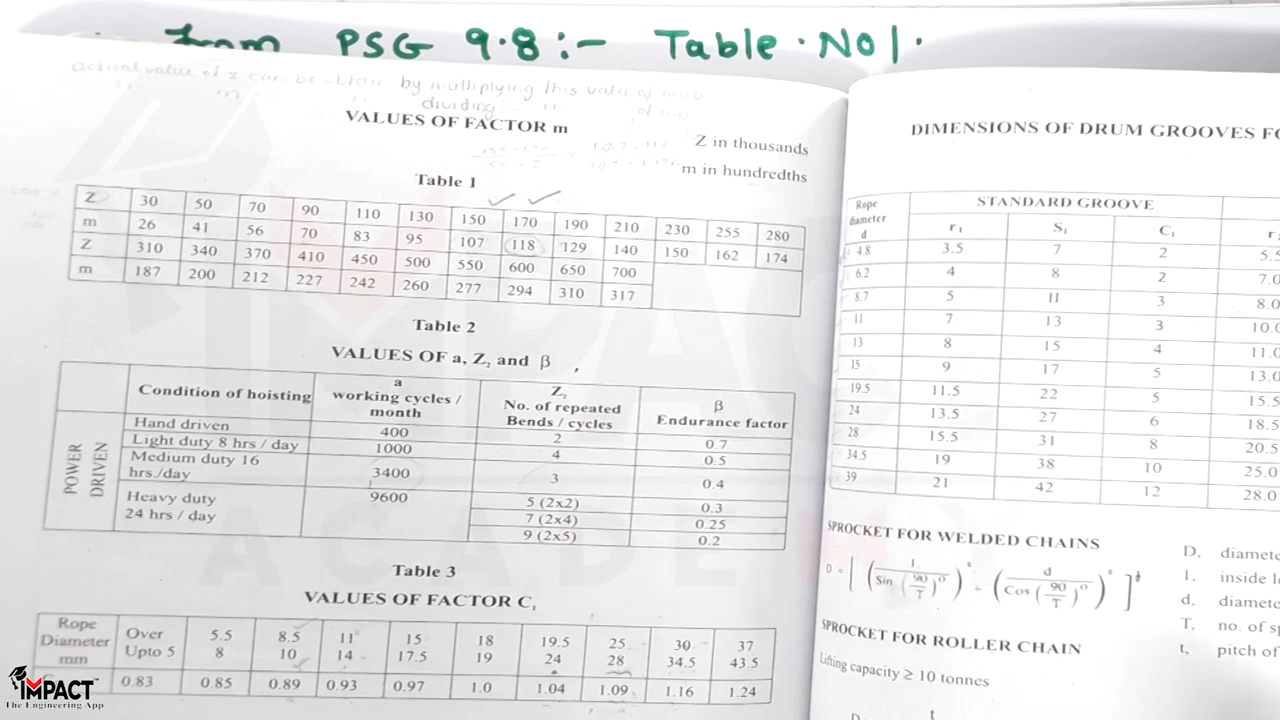 from PSG 9.8:- Table. No 1.
actual value of z can be by multiplying this value of
dividing
VALUES OF FACTOR m
Z in thousands
m in hundredths
Table 1
Z 30 50 70 90 110 130 150 170 190 210 230 255 280
m 26 41 56 70 83 95 107 118 129 140 150 162 174
Z 310 340 370 410 450 500 550 600 650 700
m 187 200 212 227 242 260 277 294 310 317
Table 2
VALUES OF a, Z₂ and β
Condition of hoisting
a
working cycles /
month
Z₂
No. of repeated
Bends / cycles
β
Endurance factor
POWER
DRIVEN
Hand driven 400 2 0.7
Light duty 8 hrs / day 1000 4 0.5
Medium duty 16
hrs./day 3400 3 0.4
Heavy duty
24 hrs / day
9600 5 (2x2) 0.3
7 (2x4) 0.25
9 (2x5) 0.2
Table 3
VALUES OF FACTOR C₁
Rope
Diameter
mm
Over 5.5 8.5 11 15 18 19.5 25 30 37
Upto 5 8 10 14 17.5 19 24 28 34.5 43.5
0.83 0.85 0.89 0.93 0.97 1.0 1.04 1.09 1.16 1.24
DIMENSIONS OF DRUM GROOVES
Rope
diameter
d
STANDARD GROOVE
r₁ S₁ C₁
4.8 3.5 7 2 5.5
6.2 4 8 2 7.0
8.7 5 11 3 8.0
11 7 13 3 10.0
13 8 15 4 11.0
15 9 17 5 13.0
19.5 11.5 22 5 15.5
24 13.5 27 6 18.5
28 15.5 31 8 20.5
34.5 19 38 10 25.0
39 21 42 12 28.0
SPROCKET FOR WELDED CHAINS
D, diamete
l, inside l
d, diamete
T, no. of sp
t, pitch of
SPROCKET FOR ROLLER CHAIN
Lifting capacity ≥ 10 tonnes
t
IMPACT
The Engineering App